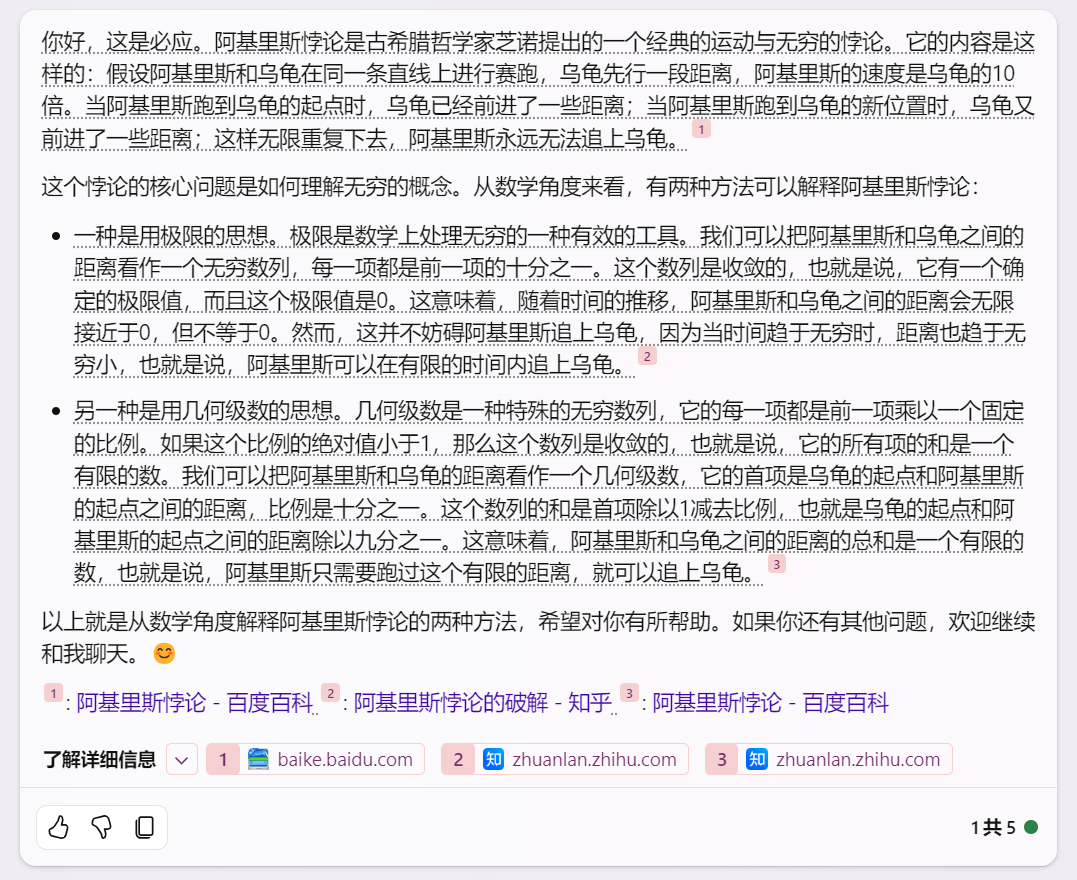 你好，这是必应。阿基里斯悖论是古希腊哲学家芝诺提出的一个经典的运动与无穷的悖论。它的内容是这
样的：假设阿基里斯和乌龟在同一条直线上进行赛跑，乌龟先行一段距离，阿基里斯的速度是乌龟的10
倍。当阿基里斯跑到乌龟的起点时，乌龟已经前进了一些距离；当阿基里斯跑到乌龟的新位置时，乌龟又
前进了一些距离；这样无限重复下去，阿基里斯永远无法追上乌龟。 1
这个悖论的核心问题是如何理解无穷的概念。从数学角度来看，有两种方法可以解释阿基里斯悖论：
• 一种是用极限的思想。极限是数学上处理无穷的一种有效的工具。我们可以把阿基里斯和乌龟之间的
距离看作一个无穷数列，每一项都是前一项的十分之一。这个数列是收敛的，也就是说，它有一个确
定的极限值，而且这个极限值是0。这意味着，随着时间的推移，阿基里斯和乌龟之间的距离会无限
接近于0，但不等于0。然而，这并不妨碍阿基里斯追上乌龟，因为当时间趋于无穷时，距离也趋于无
穷小，也就是说，阿基里斯可以在有限的时间内追上乌龟。 2
• 另一种是用几何级数的思想。几何级数是一种特殊的无穷数列，它的每一项都是前一项乘以一个固定
的比例。如果这个比例的绝对值小于1，那么这个数列是收敛的，也就是说，它的所有项的和是一个
有限的数。我们可以把阿基里斯和乌龟的距离看作一个几何级数，它的首项是乌龟的起点和阿基里斯
的起点之间的距离，比例是十分之一。这个数列的和是首项除以1减去比例，也就是乌龟的起点和阿
基里斯的起点之间的距离除以九分之一。这意味着，阿基里斯和乌龟之间的距离的总和是一个有限的
数，也就是说，阿基里斯只需要跑过这个有限的距离，就可以追上乌龟。 3
以上就是从数学角度解释阿基里斯悖论的两种方法，希望对你有所帮助。如果你还有其他问题，欢迎继续
和我聊天。😊
1 : 阿基里斯悖论 - 百度百科 2 : 阿基里斯悖论的破解 - 知乎 3 : 阿基里斯悖论 - 百度百科
了解详细信息 1 baike.baidu.com 2 知 zhuanlan.zhihu.com 3 知 zhuanlan.zhihu.com
1 共 5